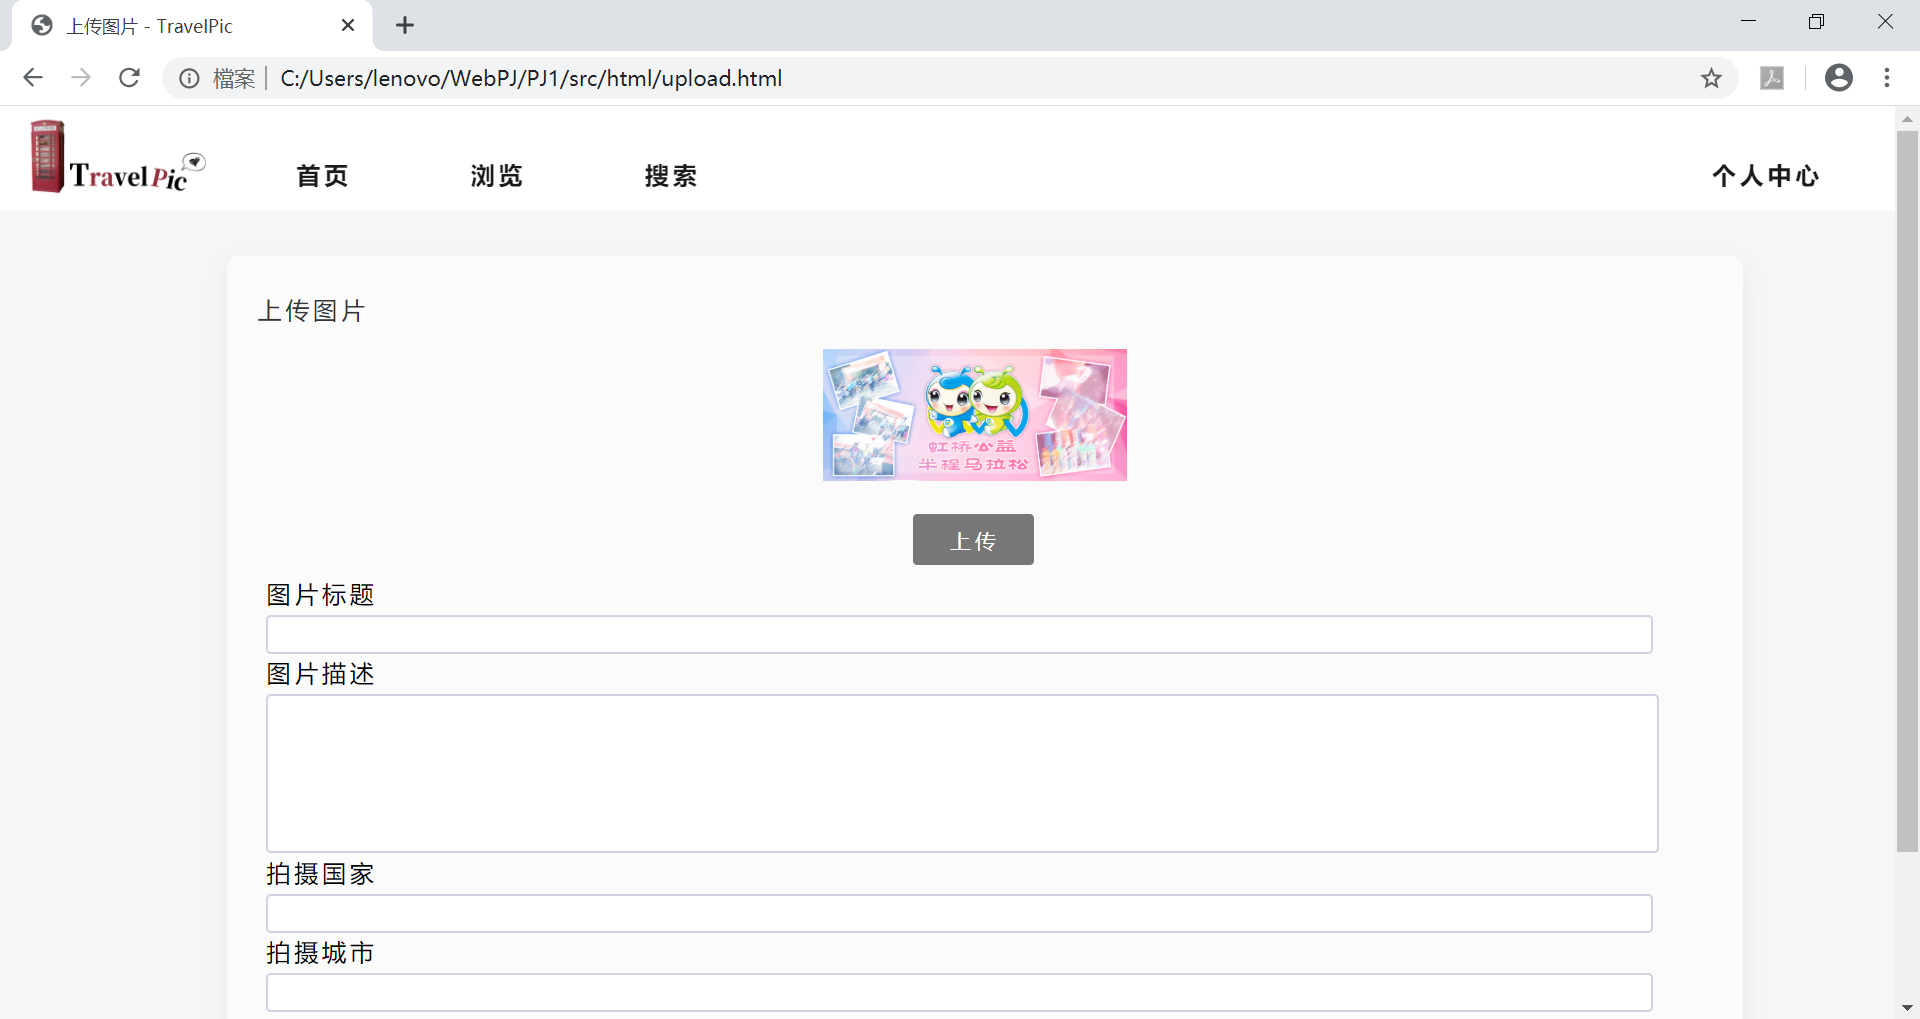 上传图片 - TravelPic
檔案 C:/Users/lenovo/WebPJ/PJ1/src/html/upload.html
TravelPic 首页 浏览 搜索 个人中心
上传图片
虹桥公益
半程马拉松
上传
图片标题
图片描述
拍摄国家
拍摄城市